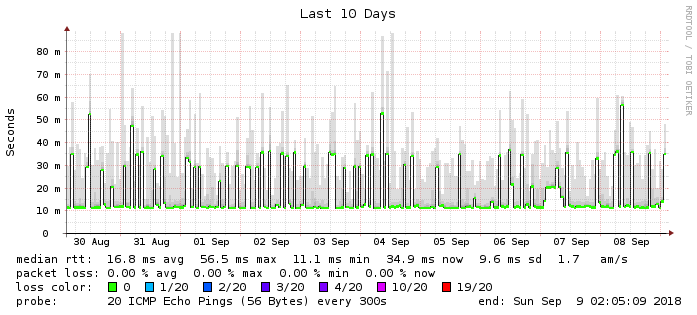 Last 10 Days
RRDTOOL / TOBI OETIKER
Seconds
80 m
70 m
60 m
50 m
40 m
30 m
20 m
10 m
0
30 Aug 31 Aug 01 Sep 02 Sep 03 Sep 04 Sep 05 Sep 06 Sep 07 Sep 08 Sep
median rtt: 16.8 ms avg 56.5 ms max 11.1 ms min 34.9 ms now 9.6 ms sd 1.7 am/s
packet loss: 0.00 % avg 0.00 % max 0.00 % min 0.00 % now
loss color: 0 1/20 2/20 3/20 4/20 10/20 19/20
probe: 20 ICMP Echo Pings (56 Bytes) every 300s end: Sun Sep 9 02:05:09 2018